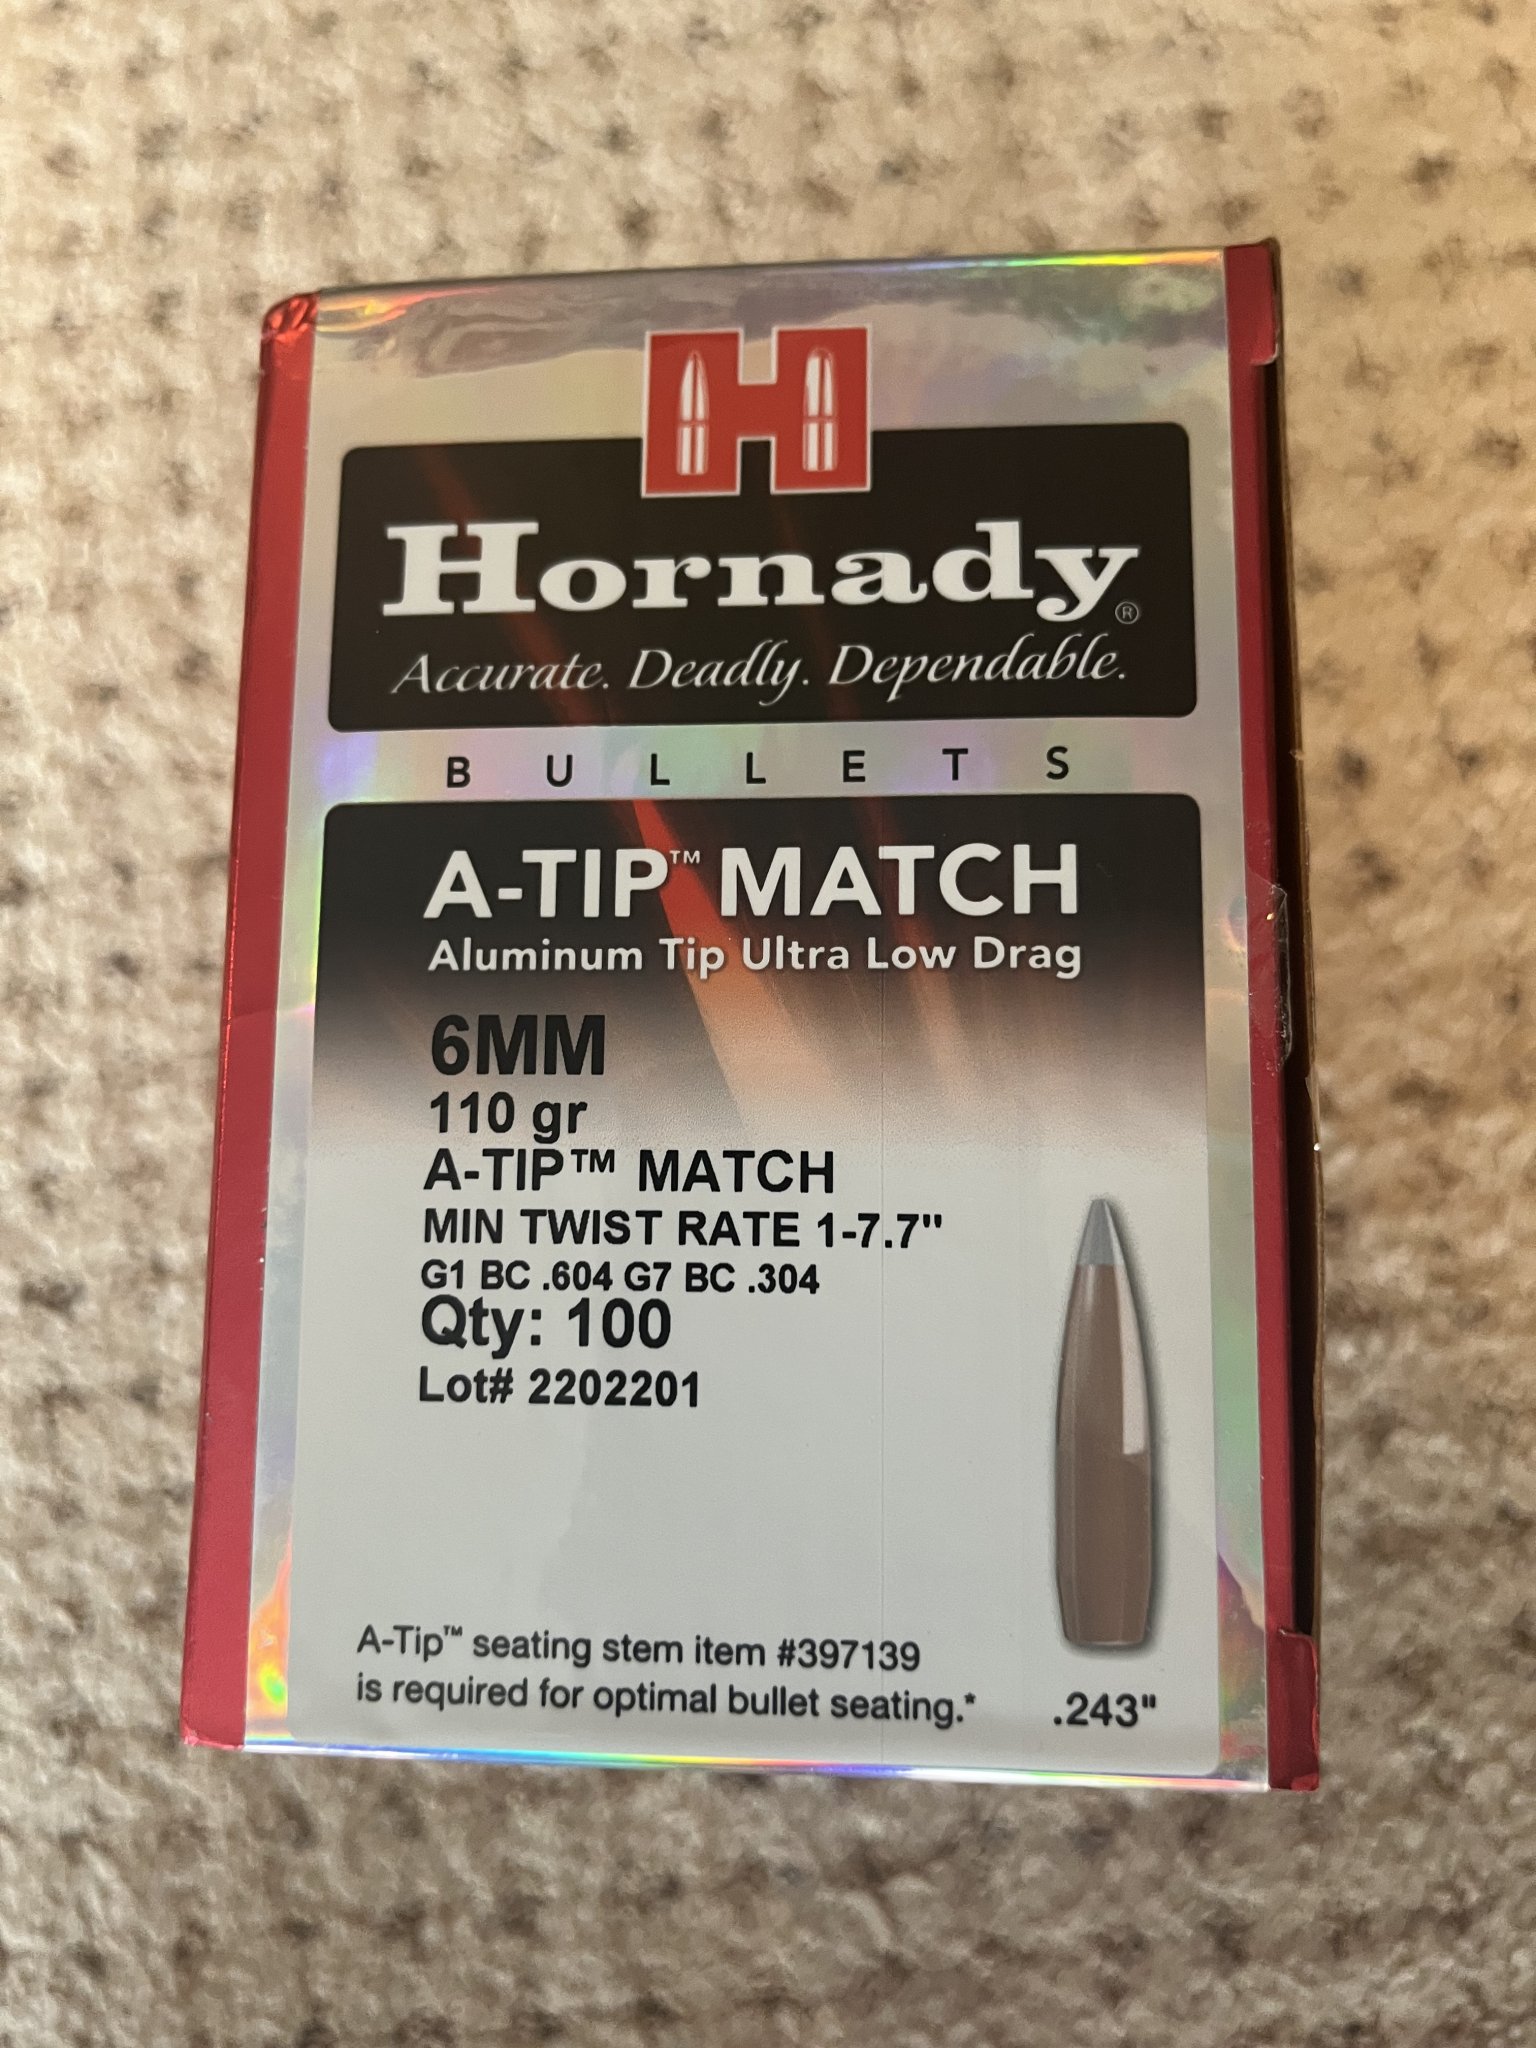 Hornady®
Accurate. Deadly. Dependable.
BULLETS
A-TIP™ MATCH
Aluminum Tip Ultra Low Drag
6MM
110 gr
A-TIP™ MATCH
MIN TWIST RATE 1-7.7"
G1 BC .604 G7 BC .304
Qty: 100
Lot# 2202201
A-Tip™ seating stem item #397139
is required for optimal bullet seating.*
.243"